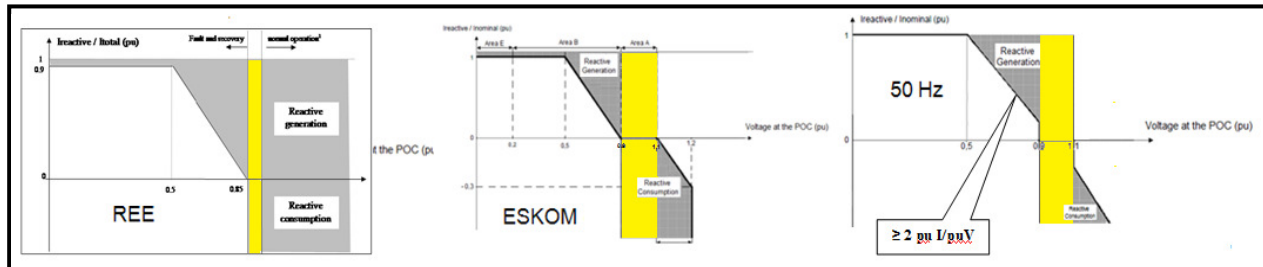 Ireactive / Itotal (pu)
Fault and recovery
normal operation
1
0.9
Reactive
generation
t the POC (pu
0
0.5
0.85
Reactive
consumption
REE
Ireactive / Inominal (pu)
Area E
Area B
Area A
1
Reactive
Generation
Voltage at the POC (pu)
0
0,5
0,9
1,2
Reactive
Consumption
-0.3
ESKOM
Ireactive / Inominal (pu)
1
Reactive
Generation
50 Hz
Voltage at the POC (pu)
0
0,5
0,9
1,1
Reactive
Consumption
≥ 2 pu I/puV